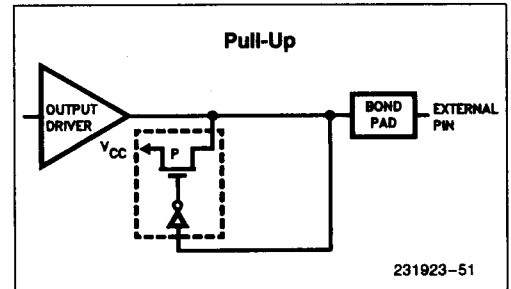 Pull-Up
OUTPUT
DRIVER
VCC
P
BOND
PAD
EXTERNAL
PIN
231923-51